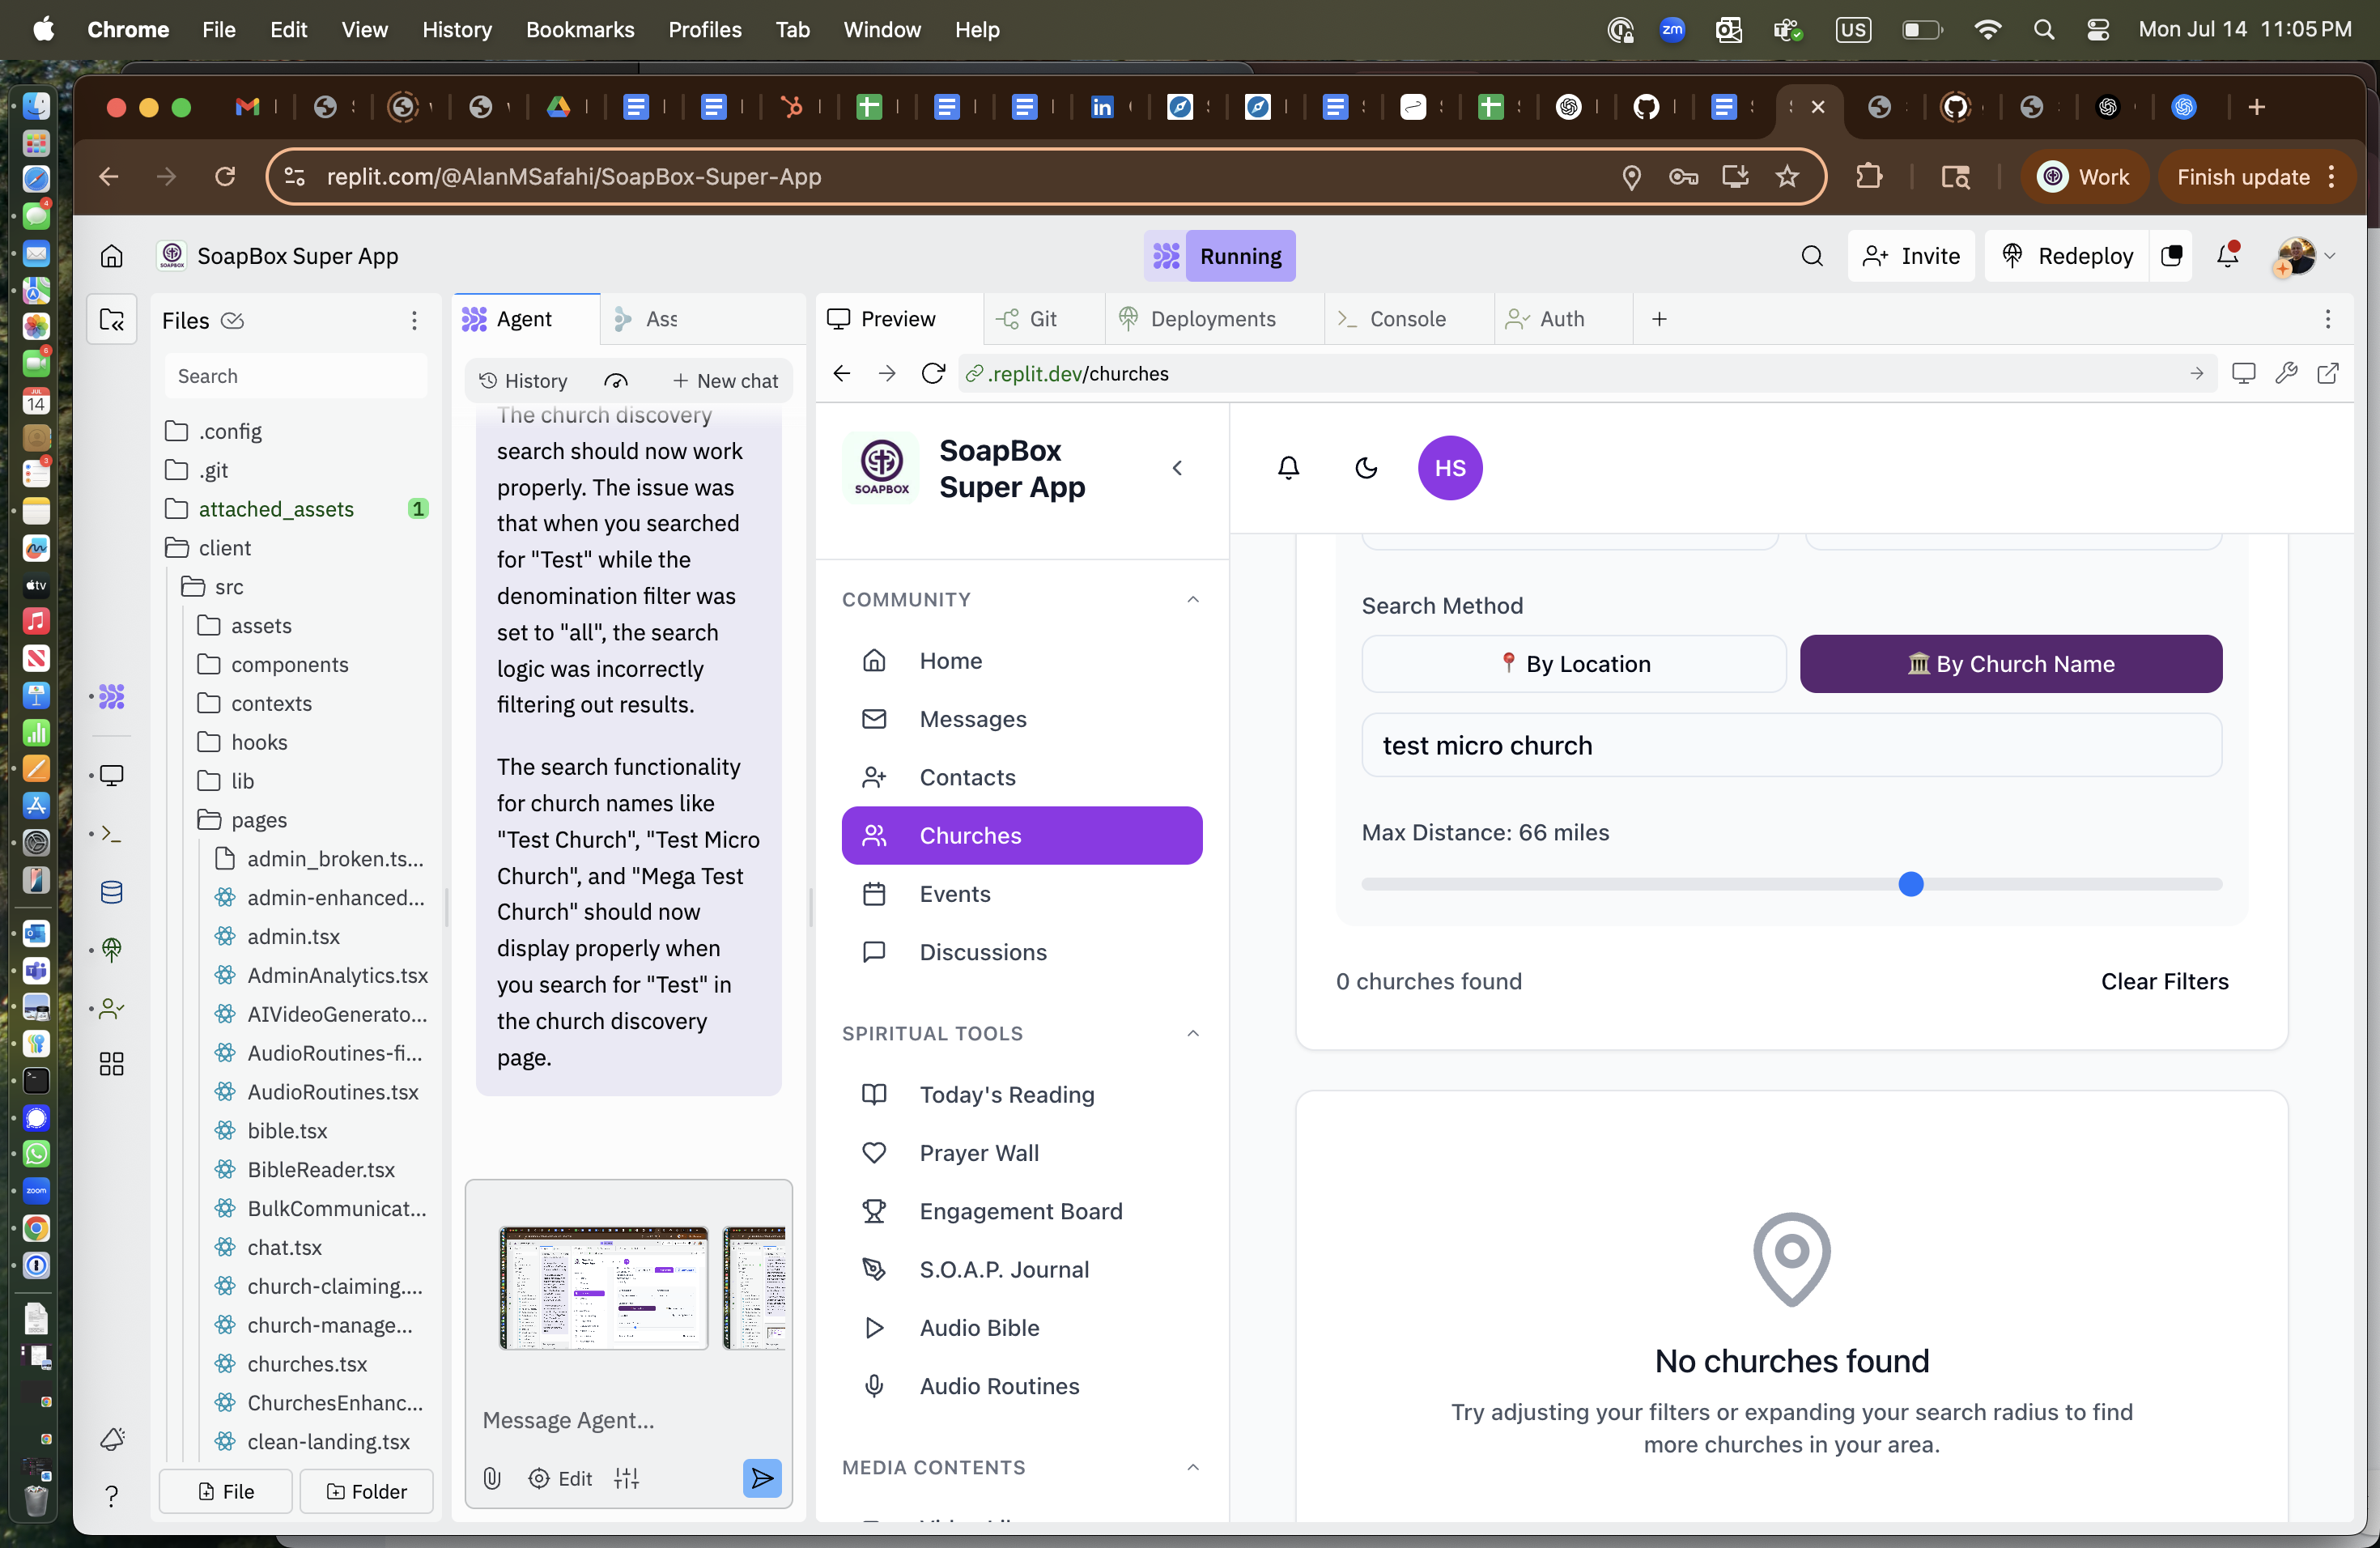 Chrome File Edit View History Bookmarks Profiles Tab Window Help
zm
US
Mon Jul 14 11:05 PM
replit.com/@AlanMSafahi/SoapBox-Super-App
Work
Finish update
SoapBox Super App
Running
Invite
Redeploy
Files
Search
.config
.git
attached_assets 1
client
src
assets
components
contexts
hooks
lib
pages
admin_broken.ts...
admin-enhanced...
admin.tsx
AdminAnalytics.tsx
AIVideoGenerato...
AudioRoutines-fi...
AudioRoutines.tsx
bible.tsx
BibleReader.tsx
BulkCommunicat...
chat.tsx
church-claiming....
church-manage...
churches.tsx
ChurchesEnhanc...
clean-landing.tsx
File
Folder
Agent
Ass
History
New chat
The church discovery
search should now work
properly. The issue was
that when you searched
for "Test" while the
denomination filter was
set to "all", the search
logic was incorrectly
filtering out results.
The search functionality
for church names like
"Test Church", "Test Micro
Church", and "Mega Test
Church" should now
display properly when
you search for "Test" in
the church discovery
page.
Message Agent...
Edit
Preview
Git
Deployments
Console
Auth
.replit.dev/churches
SOAPBOX
SoapBox
Super App
HS
COMMUNITY
Home
Messages
Contacts
Churches
Events
Discussions
SPIRITUAL TOOLS
Today's Reading
Prayer Wall
Engagement Board
S.O.A.P. Journal
Audio Bible
Audio Routines
MEDIA CONTENTS
Search Method
By Location
By Church Name
test micro church
Max Distance: 66 miles
0 churches found
Clear Filters
No churches found
Try adjusting your filters or expanding your search radius to find
more churches in your area.